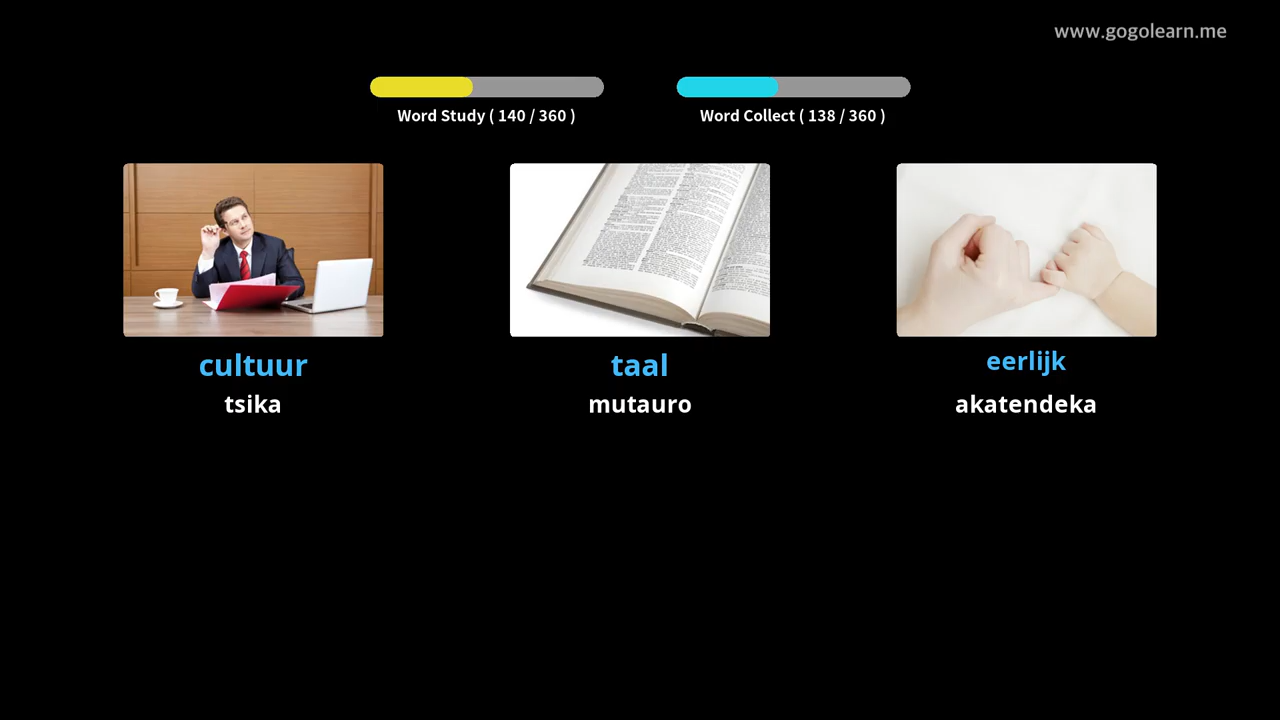 www.gogolearn.me
Word Study ( 140 / 360 )
Word Collect ( 138 / 360 )
cultuur
taal
eerlijk
tsika
mutauro
akatendeka